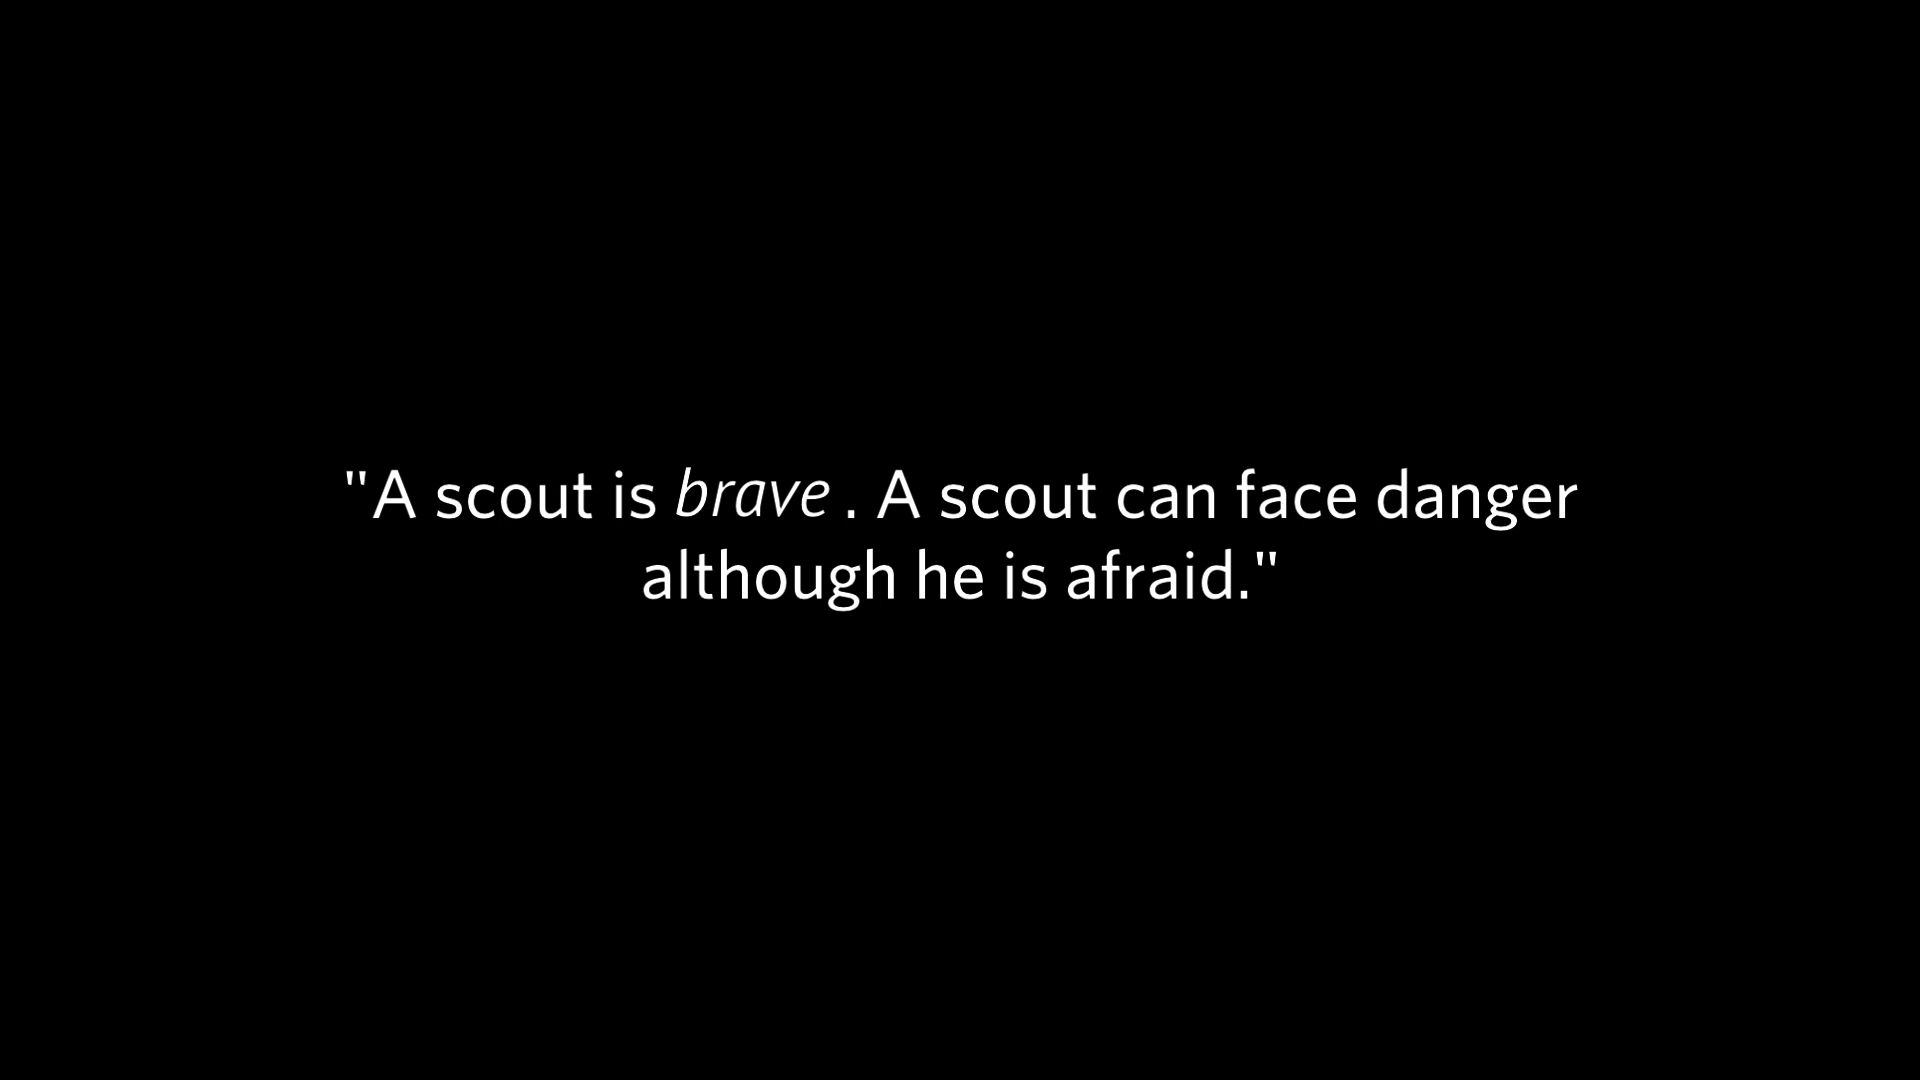 "A scout is brave . A scout can face danger
although he is afraid."